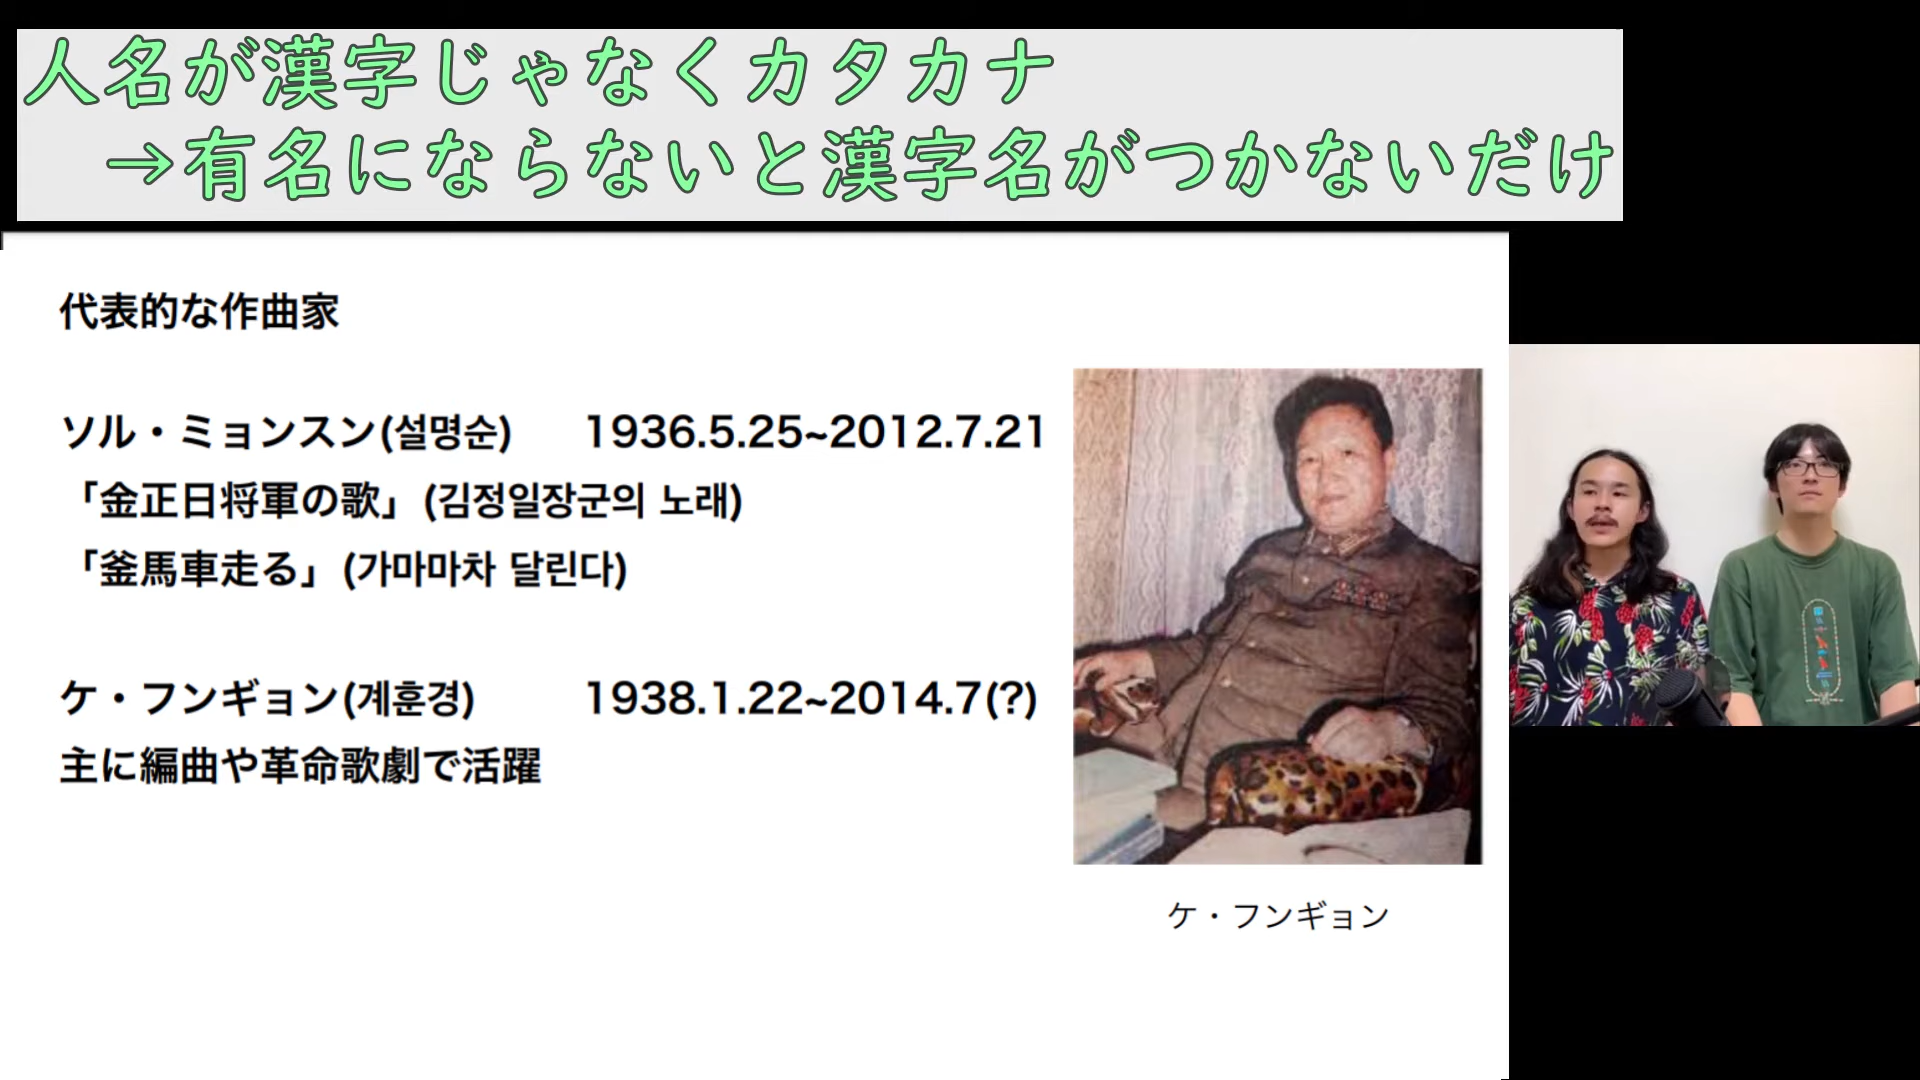 人名が漢字じゃなくカタカナ
→有名にならないと漢字名がつかないだけ
代表的な作曲家
ソル・ミョンスン(설명순) 1936.5.25~2012.7.21
「金正日将軍の歌」(김정일장군의 노래)
「釜馬車走る」(가마마차 달린다)
ケ・フンギョン(계훈경) 1938.1.22~2014.7(?)
主に編曲や革命歌劇で活躍
ケ・フンギョン